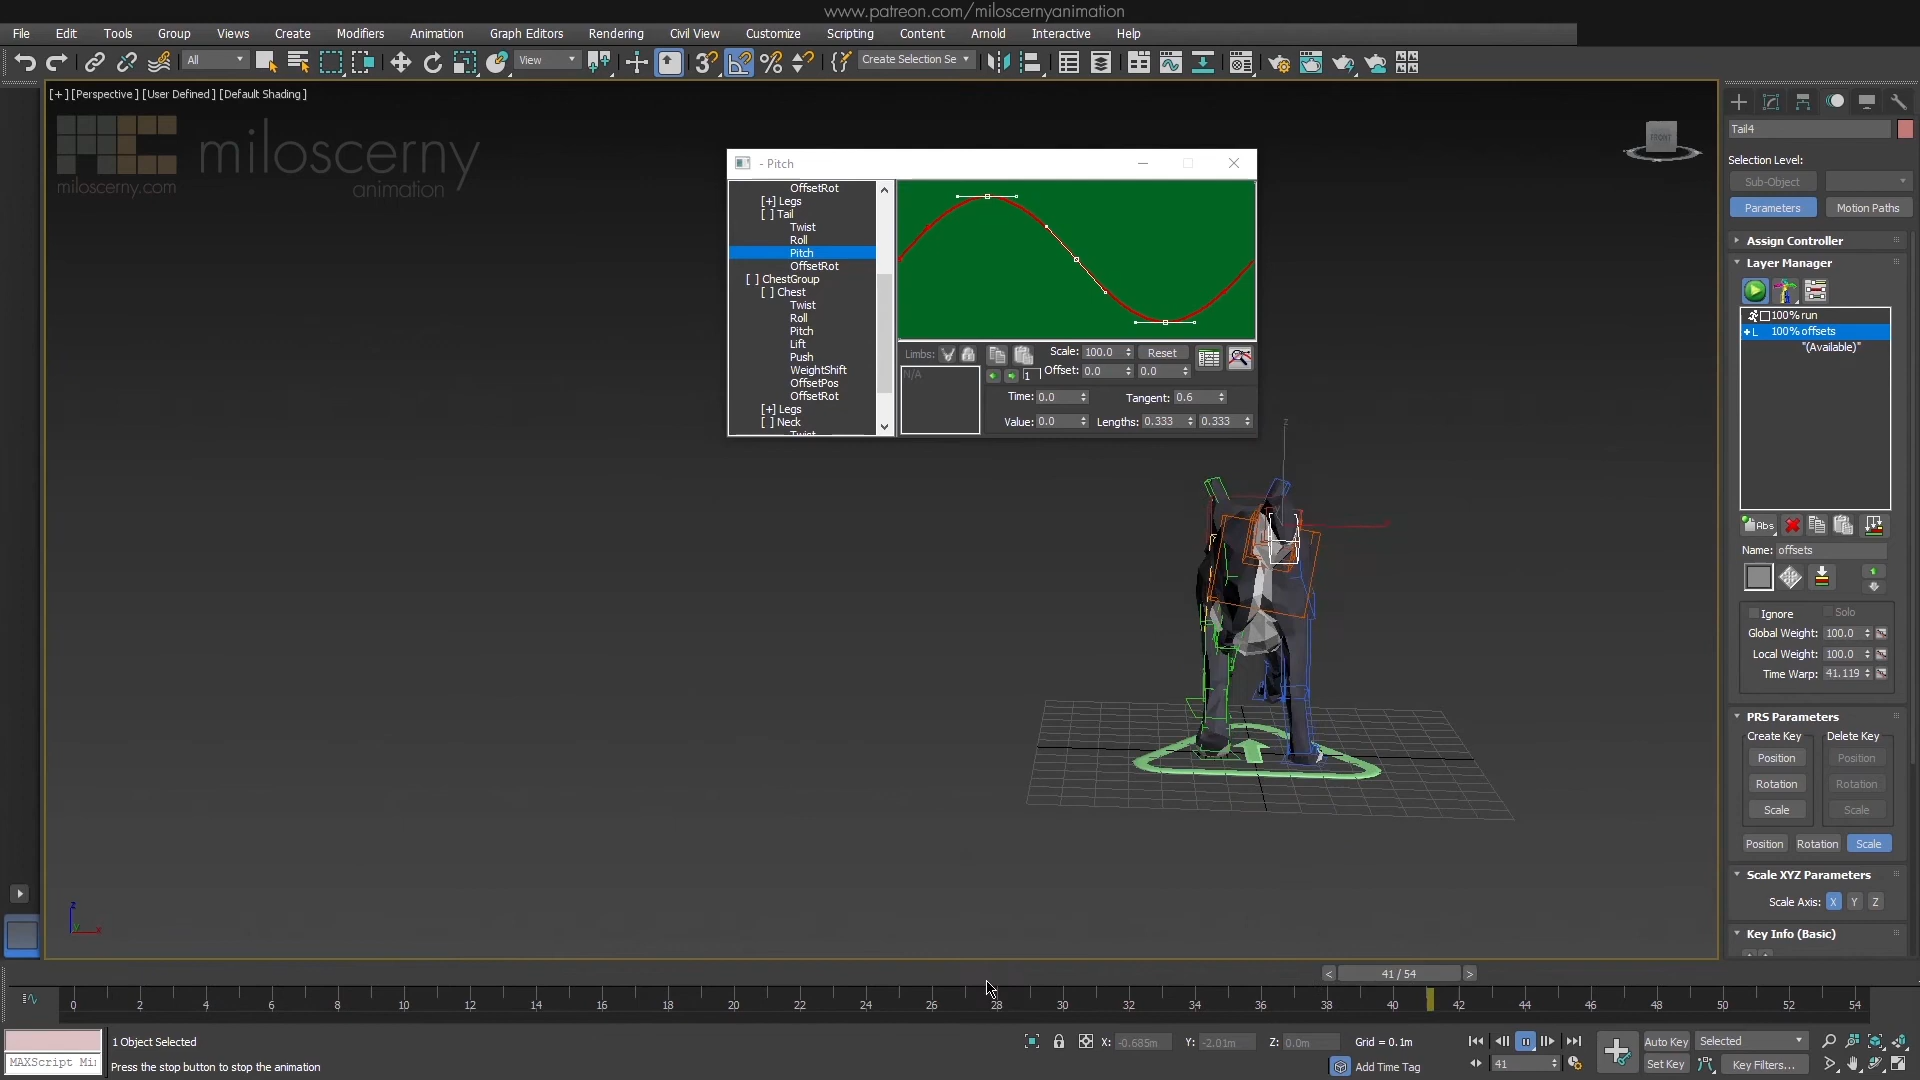 www.patreon.com/miloscernyanimation
File Edit Tools Group Views Create Modifiers Animation Graph Editors Rendering Civil View Customize Scripting Content Arnold Interactive Help
All View Create Selection Se
[+] [Perspective ] [User Defined ] [Default Shading ]
miloscerny
animation
miloscerny.com
FRONT
- Pitch
OffsetRot
[+] Legs
[ ] Tail
Twist
Roll
Pitch
OffsetRot
[ ] ChestGroup
[ ] Chest
Twist
Roll
Pitch
Lift
Push
WeightShift
OffsetPos
OffsetRot
[+] Legs
[ ] Neck
Twist
Limbs:
N/A
Scale: 100.0 Reset
1 Offset: 0.0 0.0
Time: 0.0 Tangent: 0.6
Value: 0.0 Lengths: 0.333 0.333
Tail4
Selection Level:
Sub-Object
Parameters Motion Paths
Assign Controller
Layer Manager
100% run
+ L 100% offsets
"(Available)"
Abs
Name: offsets
Ignore Solo
Global Weight: 100.0
Local Weight: 100.0
Time Warp: 41.119
PRS Parameters
Create Key Delete Key
Position Position
Rotation Rotation
Scale Scale
Position Rotation Scale
Scale XYZ Parameters
Scale Axis: X Y Z
Key Info (Basic)
z
z
x
< 41 / 54 >
0 2 4 6 8 10 12 14 16 18 20 22 24 26 28 30 32 34 36 38 40 42 44 46 48 50 52 54
1 Object Selected
X: -0.685m Y: -2.01m Z: 0.0m Grid = 0.1m
Auto Key Selected
MAXScript Mi
Press the stop button to stop the animation
Add Time Tag
41
Set Key Key Filters...